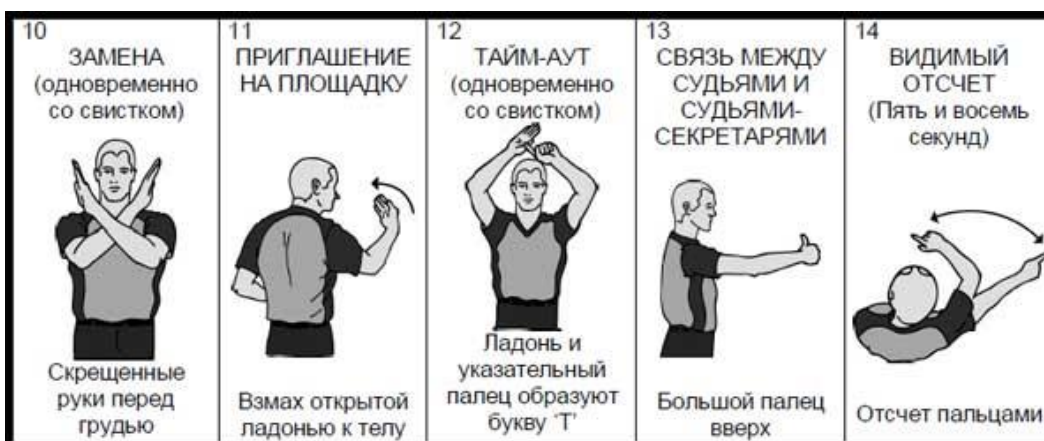 10
ЗАМЕНА
(одновременно
со свистком)
Скрещенные
руки перед
грудью
11
ПРИГЛАШЕНИЕ
НА ПЛОЩАДКУ
Взмах открытой
ладонью к телу
12
ТАЙМ-АУТ
(одновременно
со свистком)
Ладонь и
указательный
палец образуют
букву ‘Т’
13
СВЯЗЬ МЕЖДУ
СУДЬЯМИ И
СУДЬЯМИ-
СЕКРЕТАРЯМИ
Большой палец
вверх
14
ВИДИМЫЙ
ОТСЧЕТ
(Пять и восемь
секунд)
Отсчет пальцами